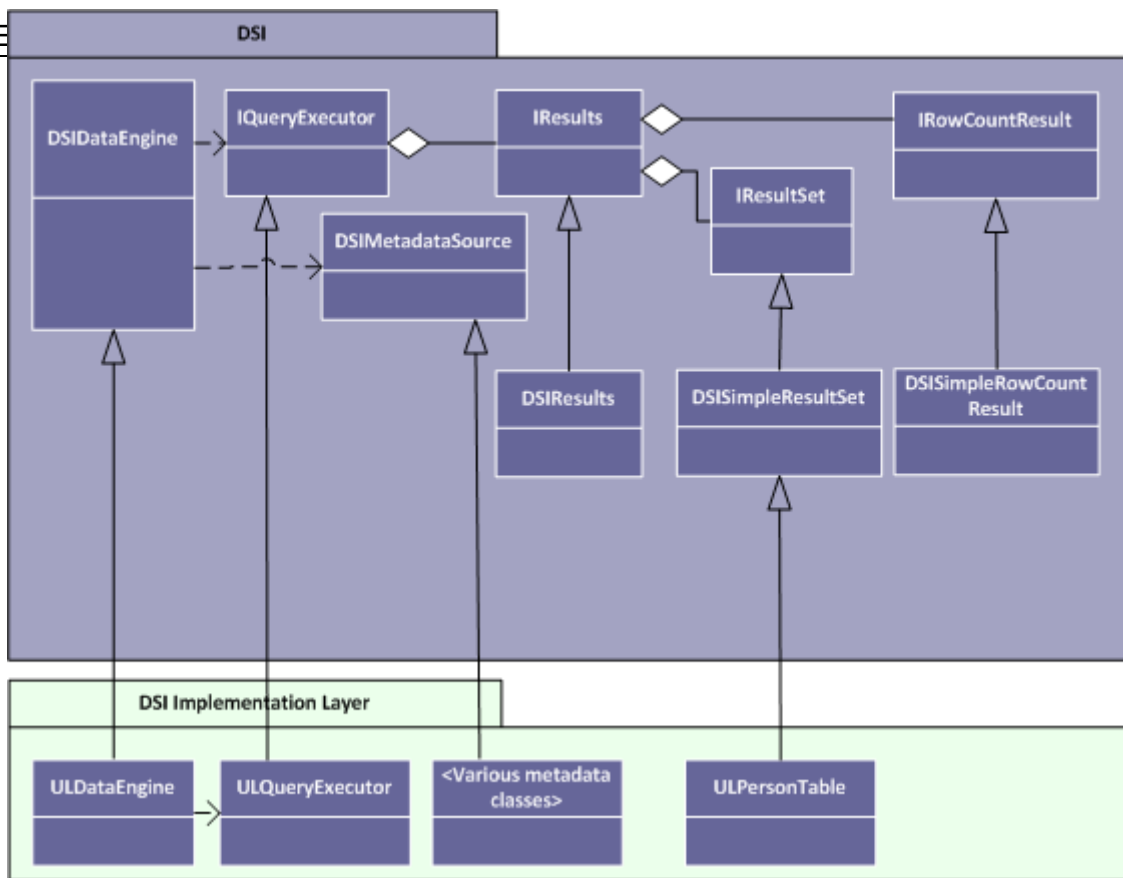 DSI
DSIDataEngine
IQueryExecutor
IResults
IRowCountResult
IResultSet
DSIMetadataSource
DSIResults
DSISimpleResultSet
DSISimpleRowCount
Result
DSI Implementation Layer
ULDataEngine
ULQueryExecutor
<Various metadata
classes>
ULPersonTable